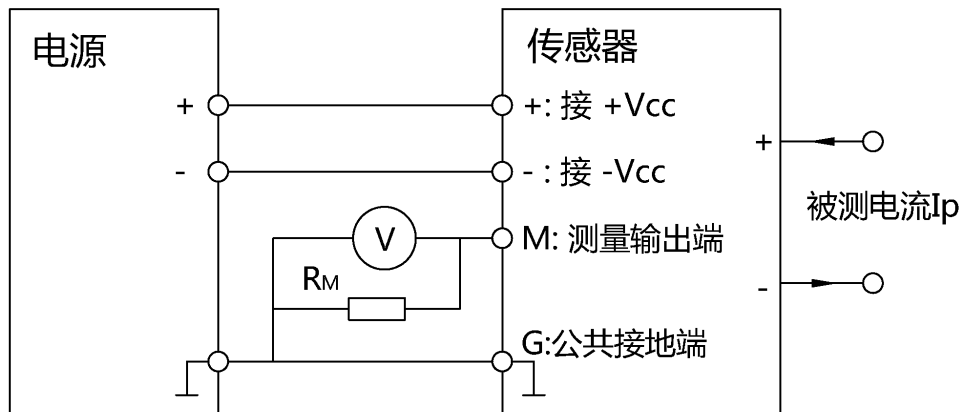 电源
传感器
+
+: 接 +Vcc
+
-
- : 接 -Vcc
被测电流Ip
V
M: 测量输出端
RM
-
G:公共接地端